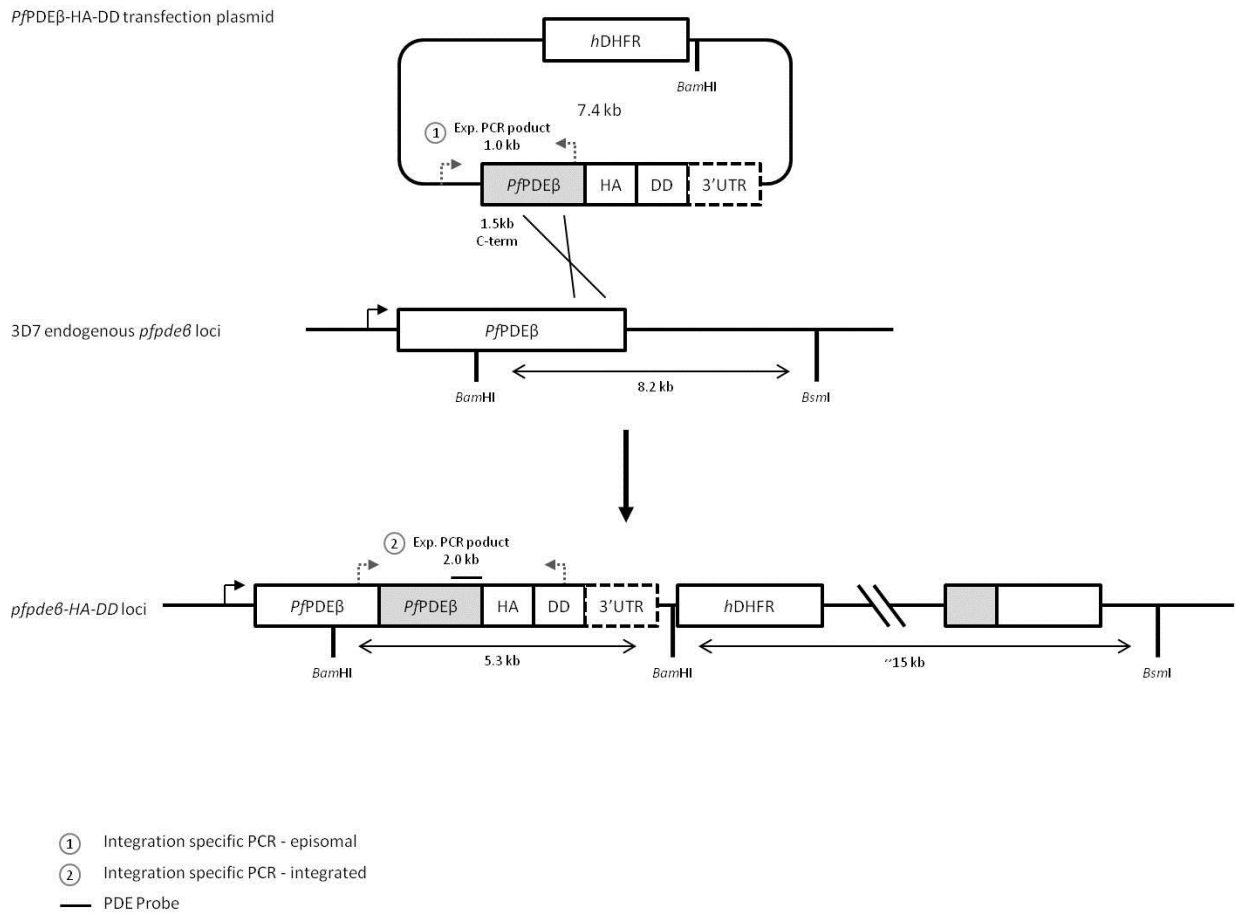 PfPDEβ-HA-DD transfection plasmid
hDHFR
BamHI
7.4 kb
1 Exp. PCR poduct
1.0 kb
PfPDEβ HA DD 3'UTR
1.5kb
C-term
3D7 endogenous pfpdeβ loci
PfPDEβ
8.2 kb
BamHI BsmI
2 Exp. PCR poduct
2.0 kb
pfpdeβ-HA-DD loci
PfPDEβ PfPDEβ HA DD 3'UTR hDHFR
5.3 kb ~15 kb
BamHI BamHI BsmI
1 Integration specific PCR - episomal
2 Integration specific PCR - integrated
PDE Probe